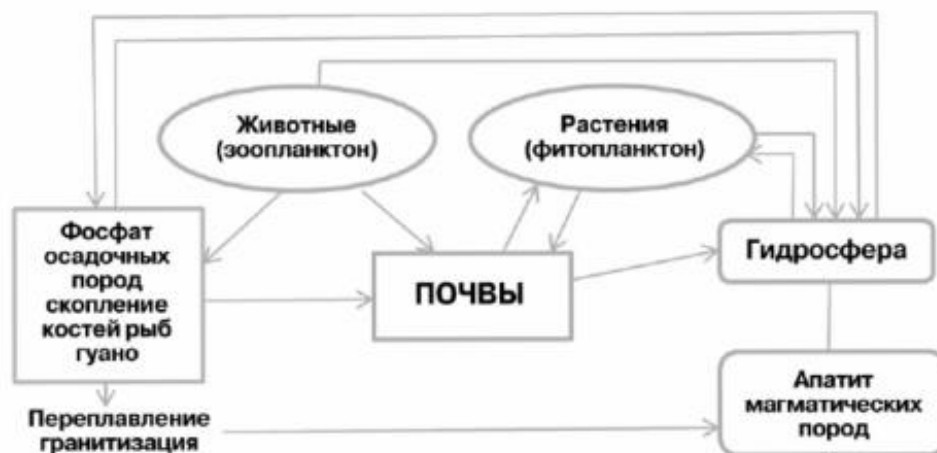 Животные
(зоопланктон)
Растения
(фитопланктон)
Фосфат
осадочных
пород
скопление
костей рыб
гуано
ПОЧВЫ
Гидросфера
Переплавление
гранитизация
Апатит
магматических
пород